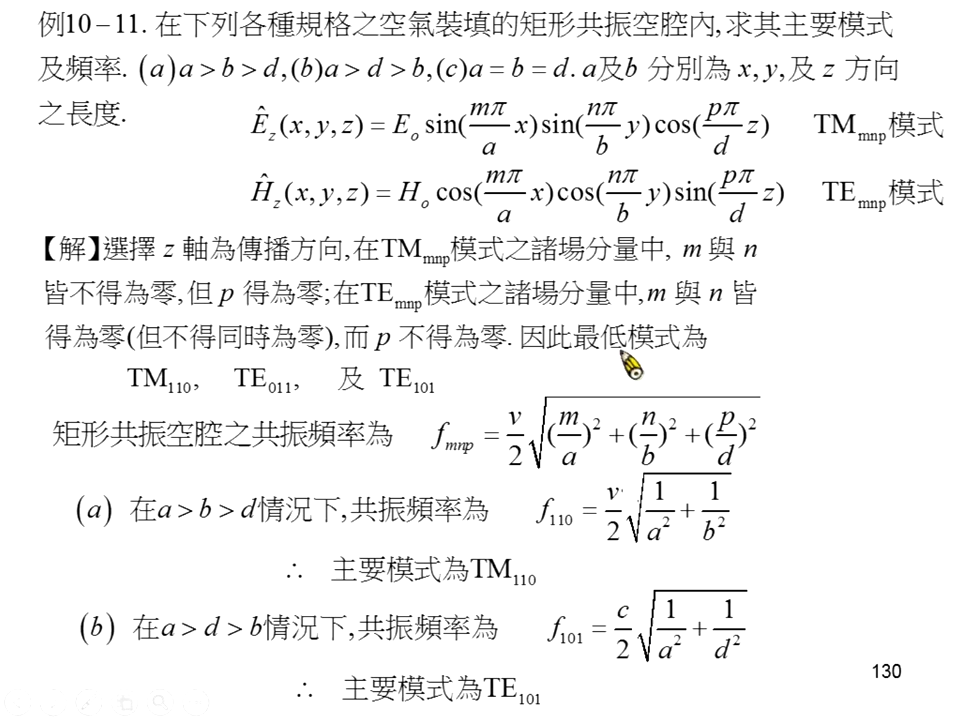 例10－11. 在下列各種規格之空氣裝填的矩形共振空腔內,求其主要模式
及頻率. (a)a > b > d,(b)a > d > b,(c)a = b = d. a及b 分別為 x, y,及 z 方向
之長度.
Ê_z(x, y, z) = E_o sin(mπ/a x)sin(nπ/b y)cos(pπ/d z)  TM_mnp模式
Ĥ_z(x, y, z) = H_o cos(mπ/a x)cos(nπ/b y)sin(pπ/d z)  TE_mnp模式
【解】選擇 z 軸為傳播方向,在TM_mnp模式之諸場分量中, m 與 n
皆不得為零,但 p 得為零;在TE_mnp模式之諸場分量中,m 與 n 皆
得為零(但不得同時為零),而 p 不得為零. 因此最低模式為
TM_110,  TE_011,  及 TE_101
矩形共振空腔之共振頻率為  f_mnp = v/2 √((m/a)² + (n/b)² + (p/d)²)
(a) 在a > b > d情況下,共振頻率為  f_110 = v/2 √(1/a² + 1/b²)
∴ 主要模式為TM_110
(b) 在a > d > b情況下,共振頻率為  f_101 = c/2 √(1/a² + 1/d²)
∴ 主要模式為TE_101
130